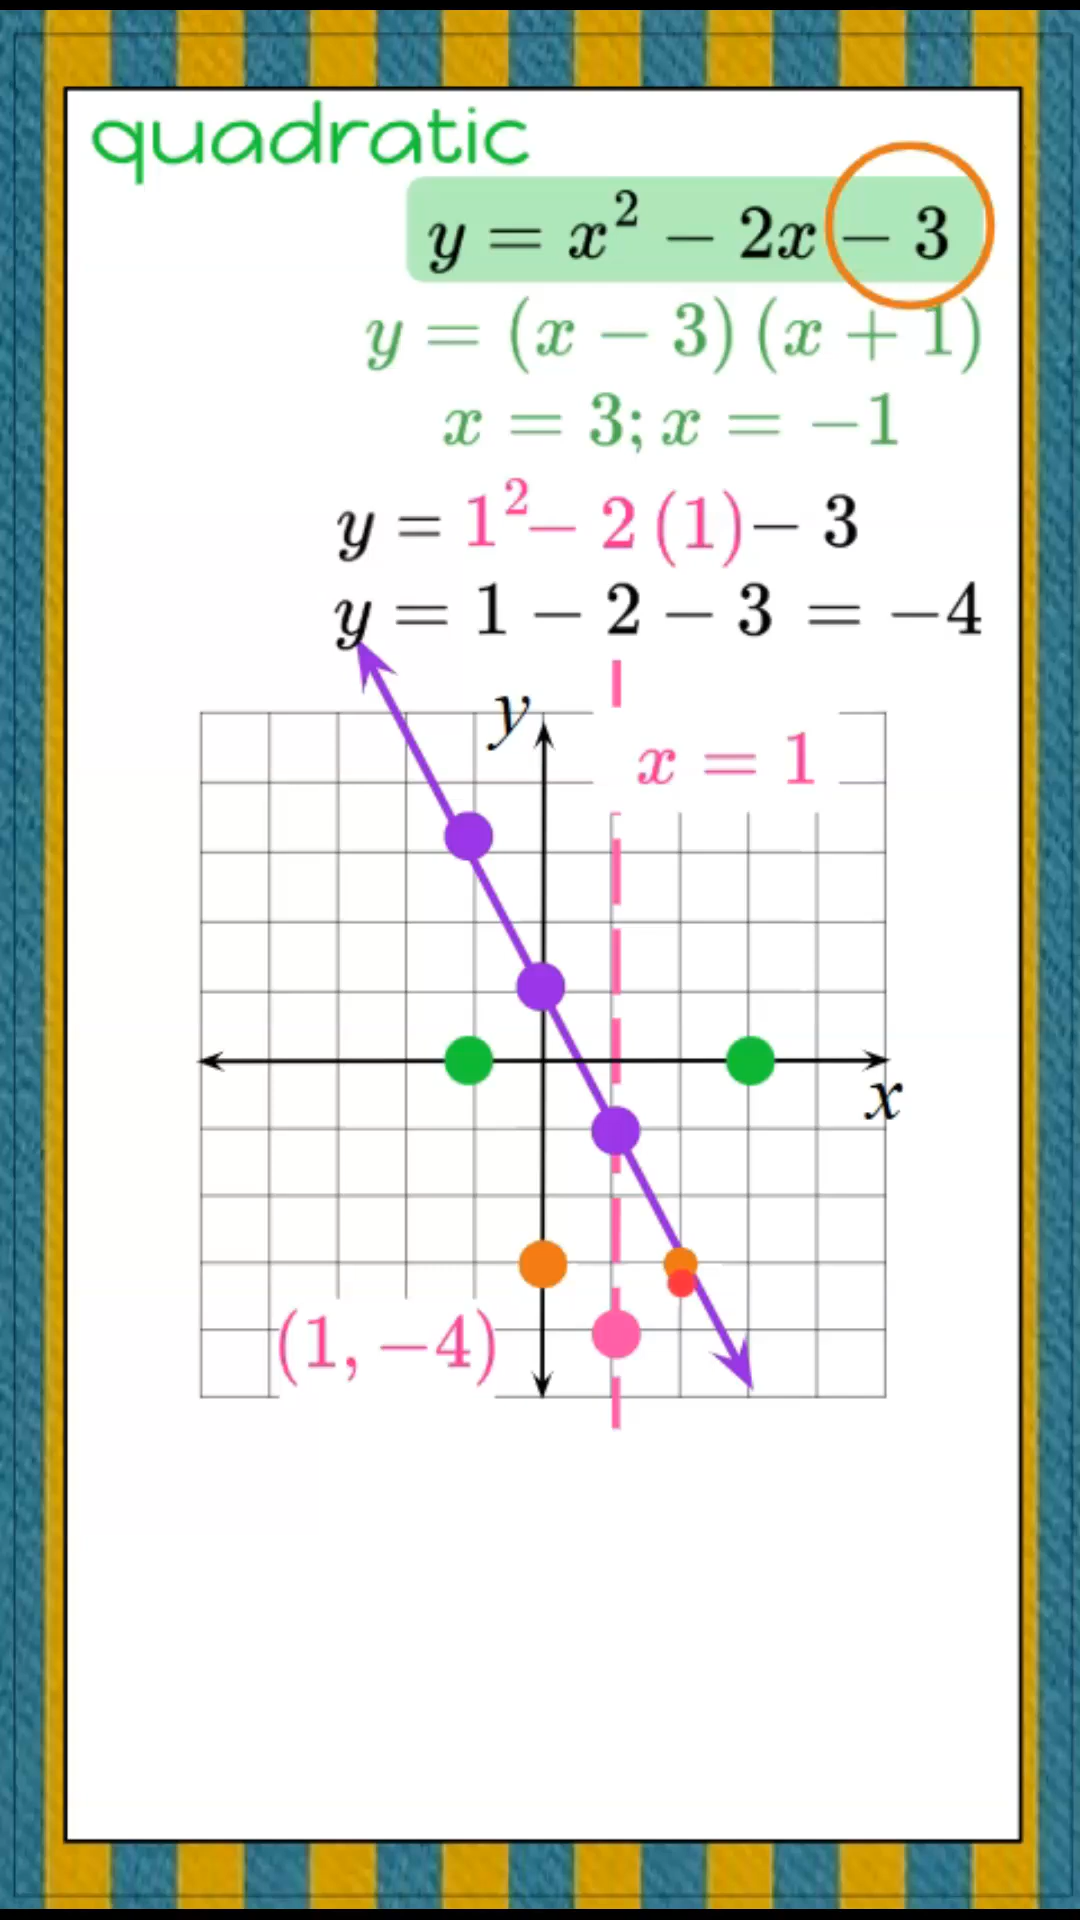 quadratic
y = x² − 2x − 3
y = (x − 3) (x + 1)
x = 3; x = −1
y = 1² − 2 (1) − 3
y = 1 − 2 − 3 = −4
y
x = 1
x
(1, −4)